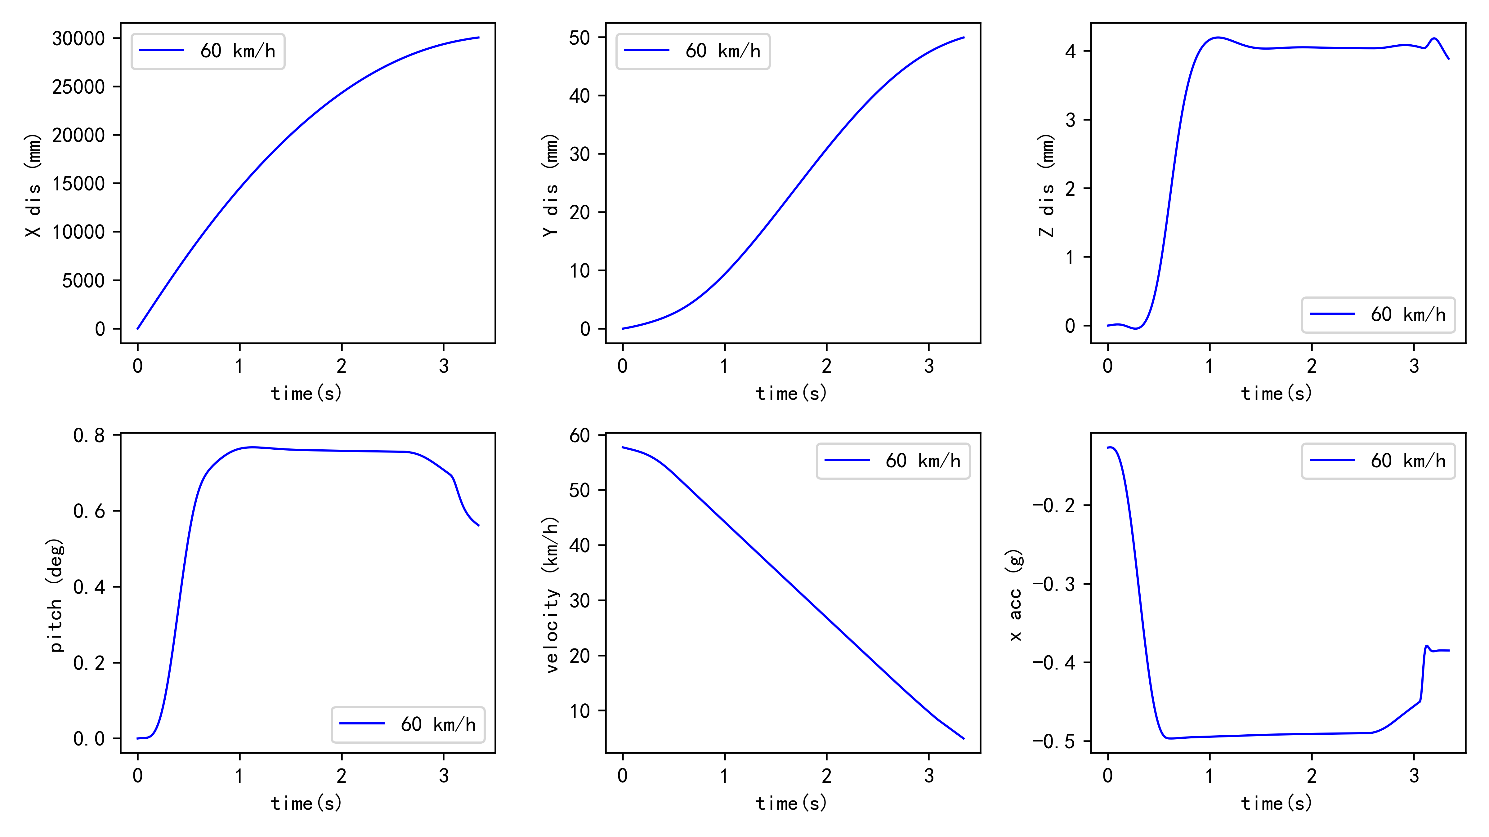 X dis (mm)
30000
25000
20000
15000
10000
5000
0
60 km/h
0 1 2 3
time(s)
Y dis (mm)
50
40
30
20
10
0
60 km/h
0 1 2 3
time(s)
Z dis (mm)
4
3
2
1
0
60 km/h
0 1 2 3
time(s)
pitch (deg)
0.8
0.6
0.4
0.2
0.0
60 km/h
0 1 2 3
time(s)
velocity (km/h)
60
50
40
30
20
10
60 km/h
0 1 2 3
time(s)
x acc (g)
−0.2
−0.3
−0.4
−0.5
60 km/h
0 1 2 3
time(s)